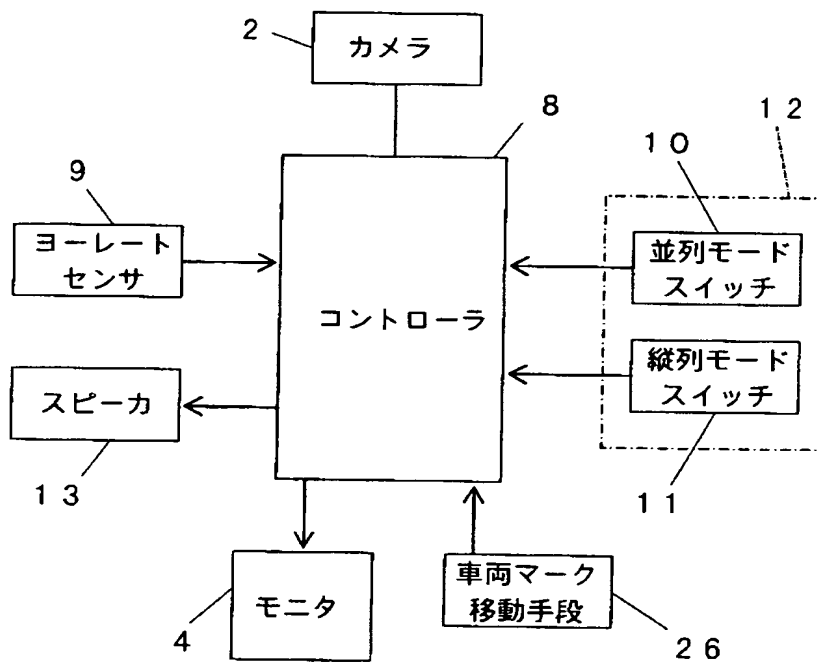 2
カメラ
8
12
10
9
ヨーレート
センサ
並列モード
スイッチ
コントローラ
縦列モード
スイッチ
スピーカ
13
11
モニタ
4
車両マーク
移動手段
26